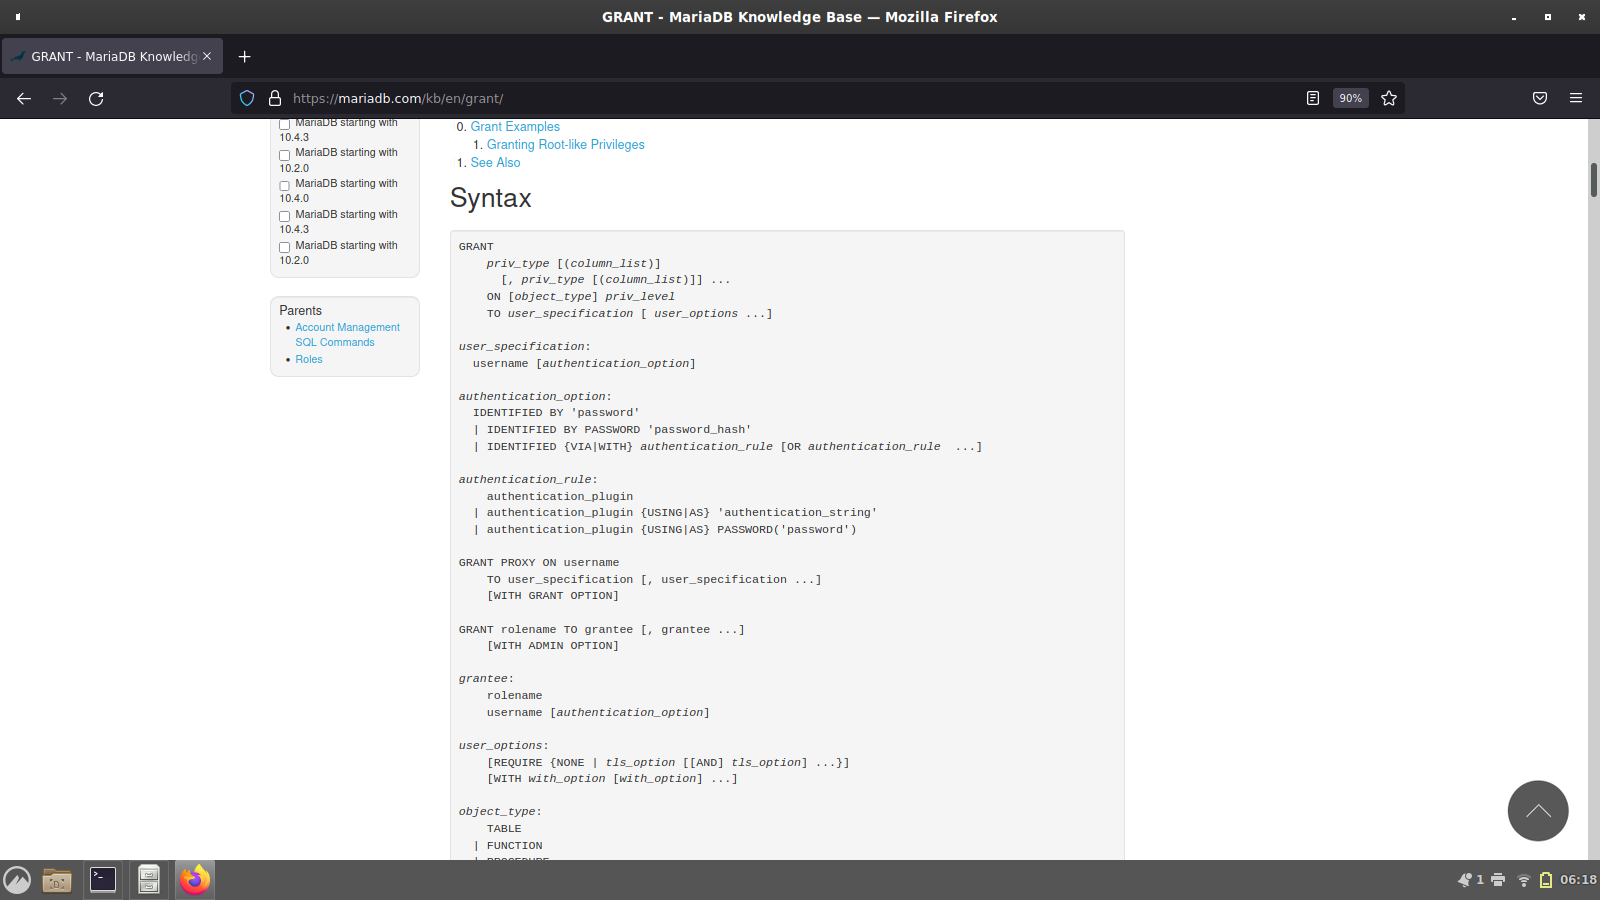 GRANT - MariaDB Knowledge Base — Mozilla Firefox
GRANT - MariaDB Knowledg
https://mariadb.com/kb/en/grant/
90%
MariaDB starting with
10.4.3
MariaDB starting with
10.2.0
MariaDB starting with
10.4.0
MariaDB starting with
10.4.3
MariaDB starting with
10.2.0
Parents
• Account Management
SQL Commands
• Roles
0. Grant Examples
1. Granting Root-like Privileges
1. See Also
Syntax
GRANT
priv_type [(column_list)]
[, priv_type [(column_list)]] ...
ON [object_type] priv_level
TO user_specification [ user_options ...]
user_specification:
username [authentication_option]
authentication_option:
IDENTIFIED BY 'password'
| IDENTIFIED BY PASSWORD 'password_hash'
| IDENTIFIED {VIA|WITH} authentication_rule [OR authentication_rule  ...]
authentication_rule:
authentication_plugin
| authentication_plugin {USING|AS} 'authentication_string'
| authentication_plugin {USING|AS} PASSWORD('password')
GRANT PROXY ON username
TO user_specification [, user_specification ...]
[WITH GRANT OPTION]
GRANT rolename TO grantee [, grantee ...]
[WITH ADMIN OPTION]
grantee:
rolename
username [authentication_option]
user_options:
[REQUIRE {NONE | tls_option [[AND] tls_option] ...}]
[WITH with_option [with_option] ...]
object_type:
TABLE
| FUNCTION
| PROCEDURE
1
06:18